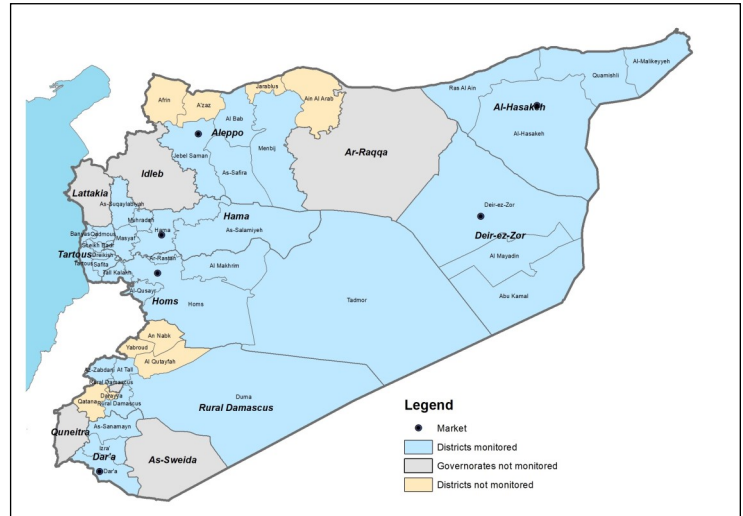 Al-Malikeyyeh
Quamishli
Ras Al Ain
Jarablus
Afrin
A'zaz
Ain Al Arab
Al-Hasakeh
Al Bab
Aleppo
Al-Hasakeh
Jebel Saman
Menbij
Ar-Raqqa
Idleb
As-Safira
Lattakia
As-Suqaylabiyah
Deir-ez-Zor
Muhradah
Hama
Banyas
Qadmous
Hama
Deir-ez-Zor
Masyaf
As-Salamiyeh
Sheikh Badr
Tartous
Dreikish
Ar-Rastan
Al Mayadin
Tartous
Safita
Al Makhrim
Tall Kalakh
Al-Qusayr
Abu Kamal
Homs
Homs
Tadmor
An Nabk
Yabroud
Al Qutayfah
Az-Zabdani
At Tall
Rural Damascus
Duma
Darayya
Qatana
Rural Damascus
Rural Damascus
Legend
Quneitra
As-Sanamayn
Market
Izra'
As-Sweida
Districts monitored
Dar'a
Governorates not monitored
Dar'a
Districts not monitored